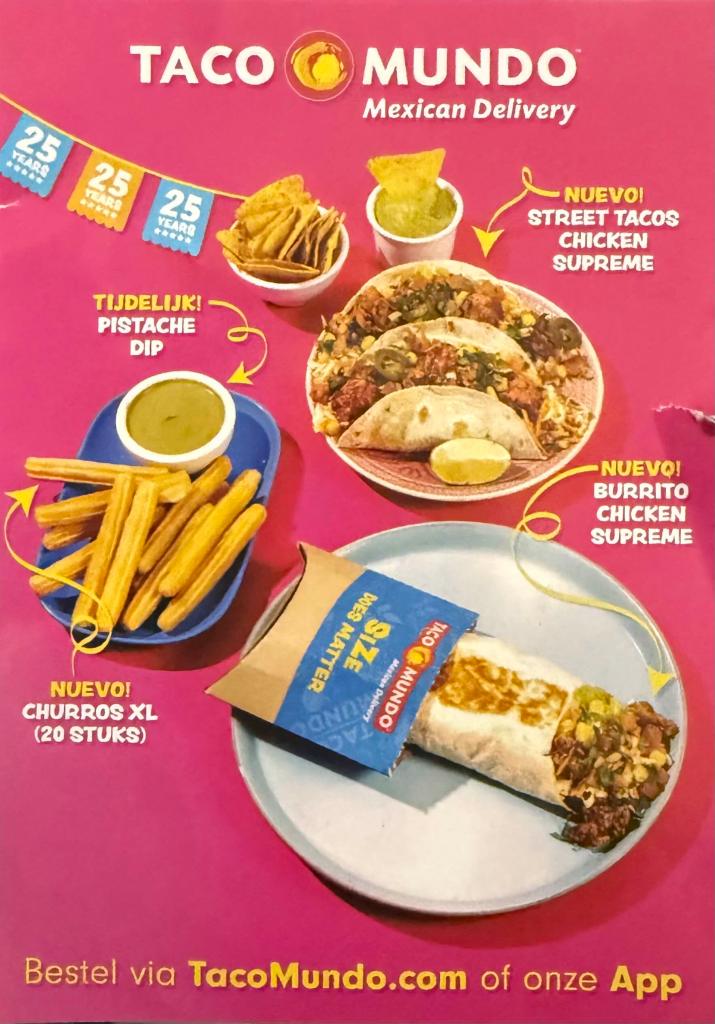 TACO MUNDO™
Mexican Delivery
25
YEARS
★★★★★
25
YEARS
★★★★★
25
YEARS
★★★★★
NUEVO!
STREET TACOS
CHICKEN
SUPREME
TIJDELIJK!
PISTACHE
DIP
NUEVO!
BURRITO
CHICKEN
SUPREME
SIZE
DOES MATTER
TACO MUNDO
Mexican Delivery
TACO
MUNDO
NUEVO!
CHURROS XL
(20 STUKS)
Bestel via TacoMundo.com of onze App